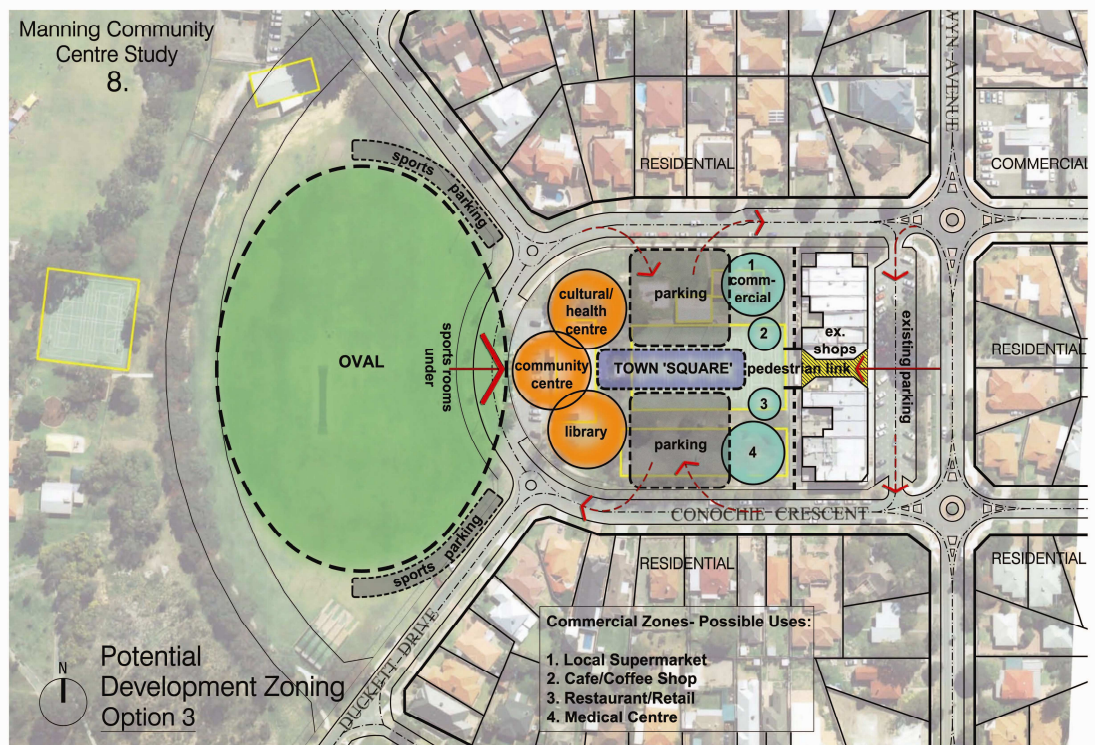 Manning Community
Centre Study
8.
WYN AVENUE
RESIDENTIAL
COMMERCIAL
sports
parking
cultural/
health
centre
parking
1
comm-
ercial
2
ex.
shops
existing parking
RESIDENTIAL
OVAL
sports rooms
under
community
centre
TOWN 'SQUARE'
pedestrian link
3
library
parking
4
sports
parking
CONOCHIE CRESCENT
RESIDENTIAL
RESIDENTIAL
DUCKETT DRIVE
Commercial Zones- Possible Uses:
1. Local Supermarket
2. Cafe/Coffee Shop
3. Restaurant/Retail
4. Medical Centre
N
Potential
Development Zoning
Option 3